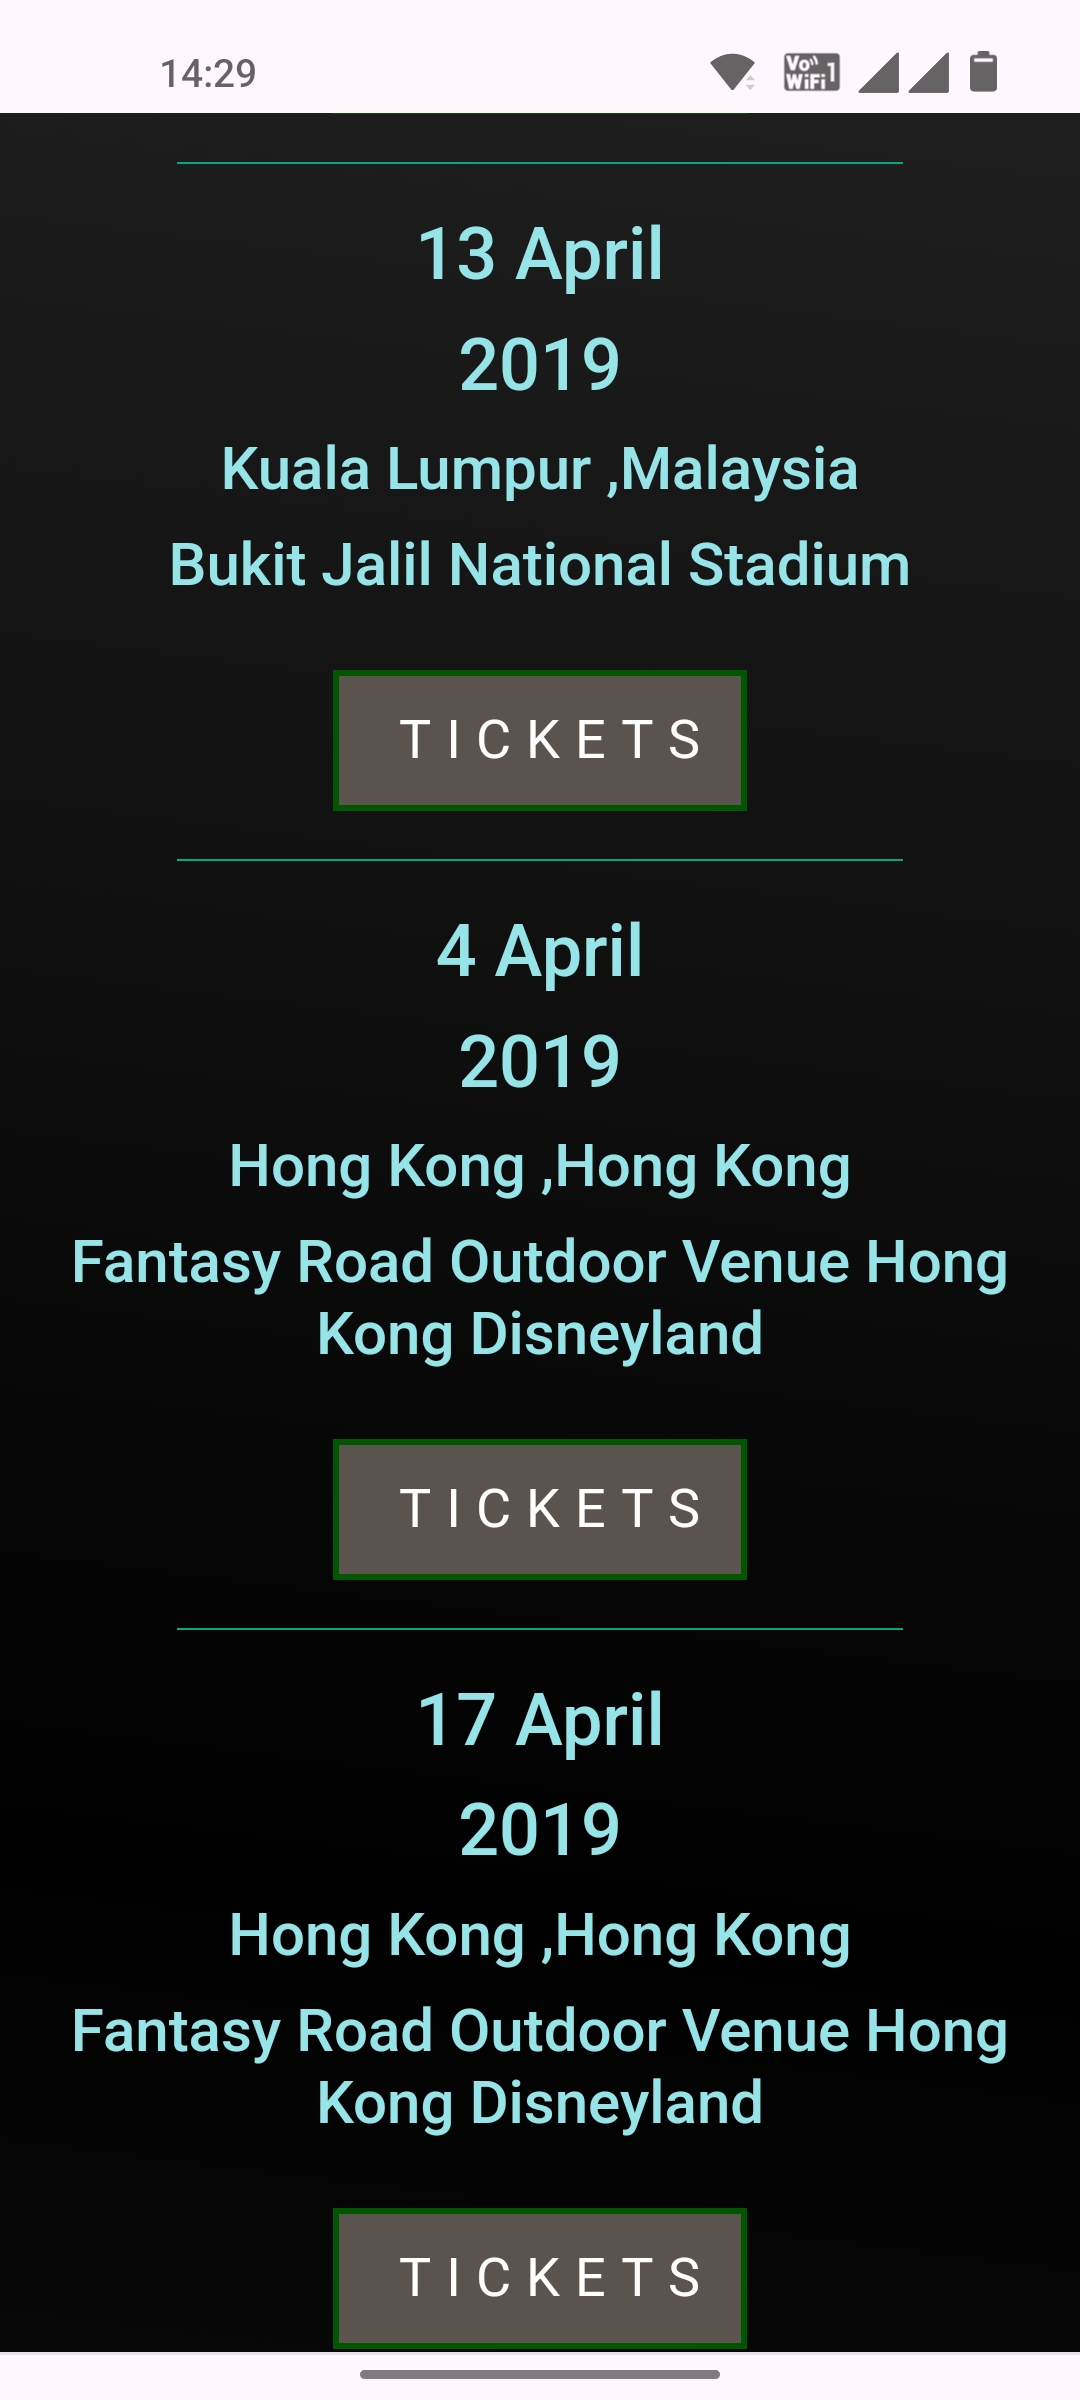 14:29
Vo WiFi 1
13 April
2019
Kuala Lumpur ,Malaysia
Bukit Jalil National Stadium
TICKETS
4 April
2019
Hong Kong ,Hong Kong
Fantasy Road Outdoor Venue Hong
Kong Disneyland
TICKETS
17 April
2019
Hong Kong ,Hong Kong
Fantasy Road Outdoor Venue Hong
Kong Disneyland
TICKETS